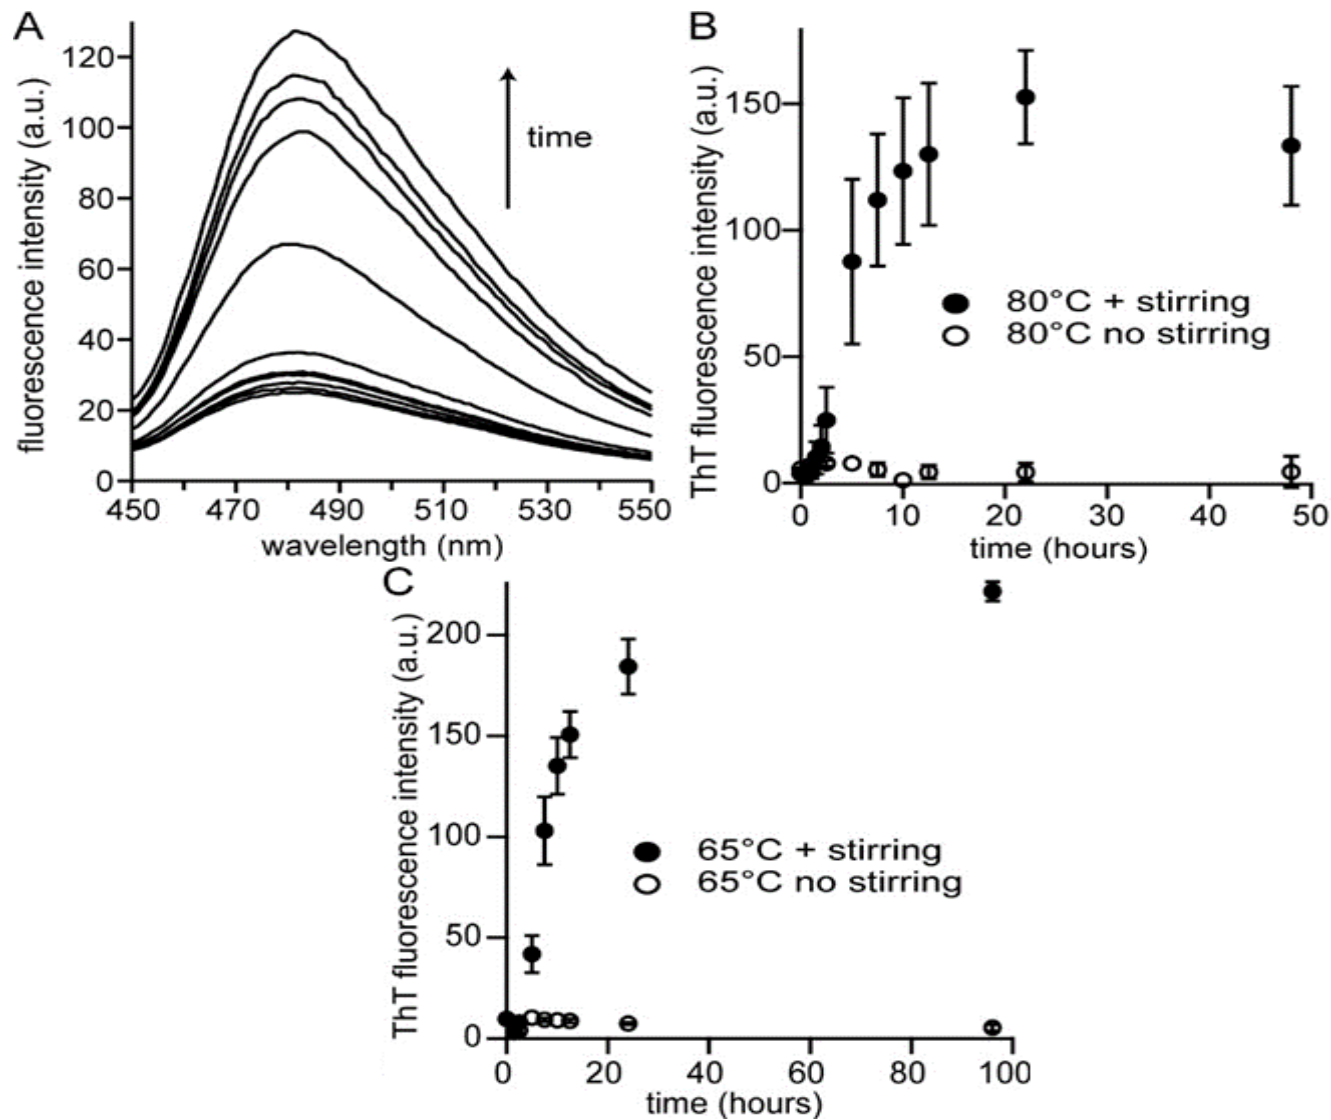 A
fluorescence intensity (a.u.)
120
100
80
60
40
20
0
450
470
490
510
530
550
wavelength (nm)
time
B
ThT fluorescence intensity (a.u.)
150
100
50
0
0
10
20
30
40
50
time (hours)
80°C + stirring
80°C no stirring
C
ThT fluorescence intensity (a.u.)
200
150
100
50
0
0
20
40
60
80
100
time (hours)
65°C + stirring
65°C no stirring